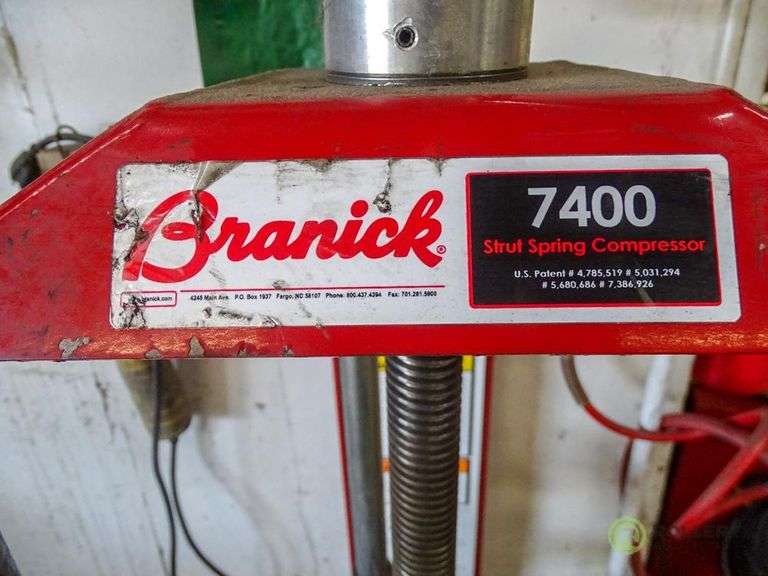 Branick®
www.branick.com
4245 Main Ave. P.O. Box 1937 Fargo, ND 58107 Phone: 800.437.4394 Fax: 701.281.5900
7400
Strut Spring Compressor
U.S. Patent # 4,785,519 # 5,031,294
# 5,680,686 # 7,386,926